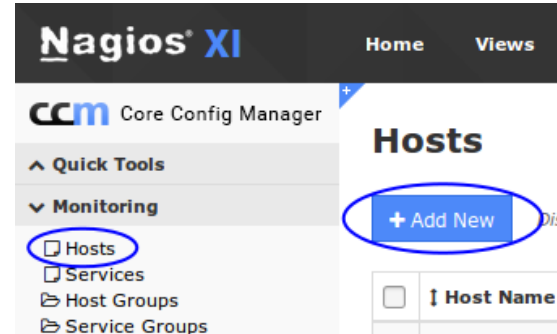 Nagios® XI
Home Views
ccm Core Config Manager
Quick Tools
Monitoring
Hosts
Services
Host Groups
Service Groups
+
Hosts
+ Add New
Host Name